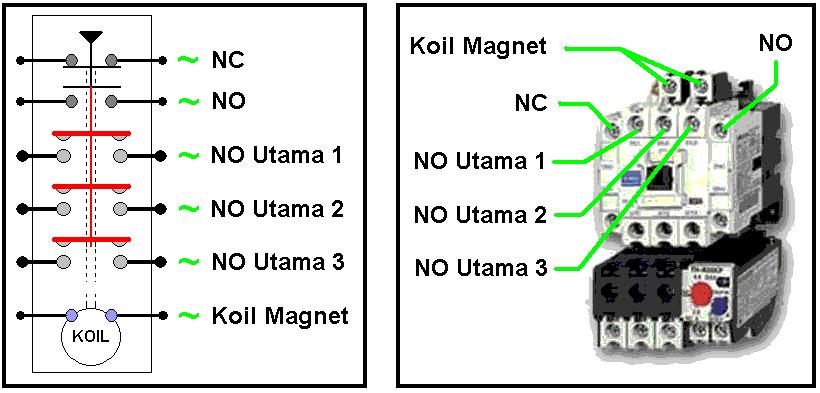 NC
NO
NO Utama 1
NO Utama 2
NO Utama 3
Koil Magnet
KOIL
Koil Magnet
NO
NC
NO Utama 1
NO Utama 2
NO Utama 3